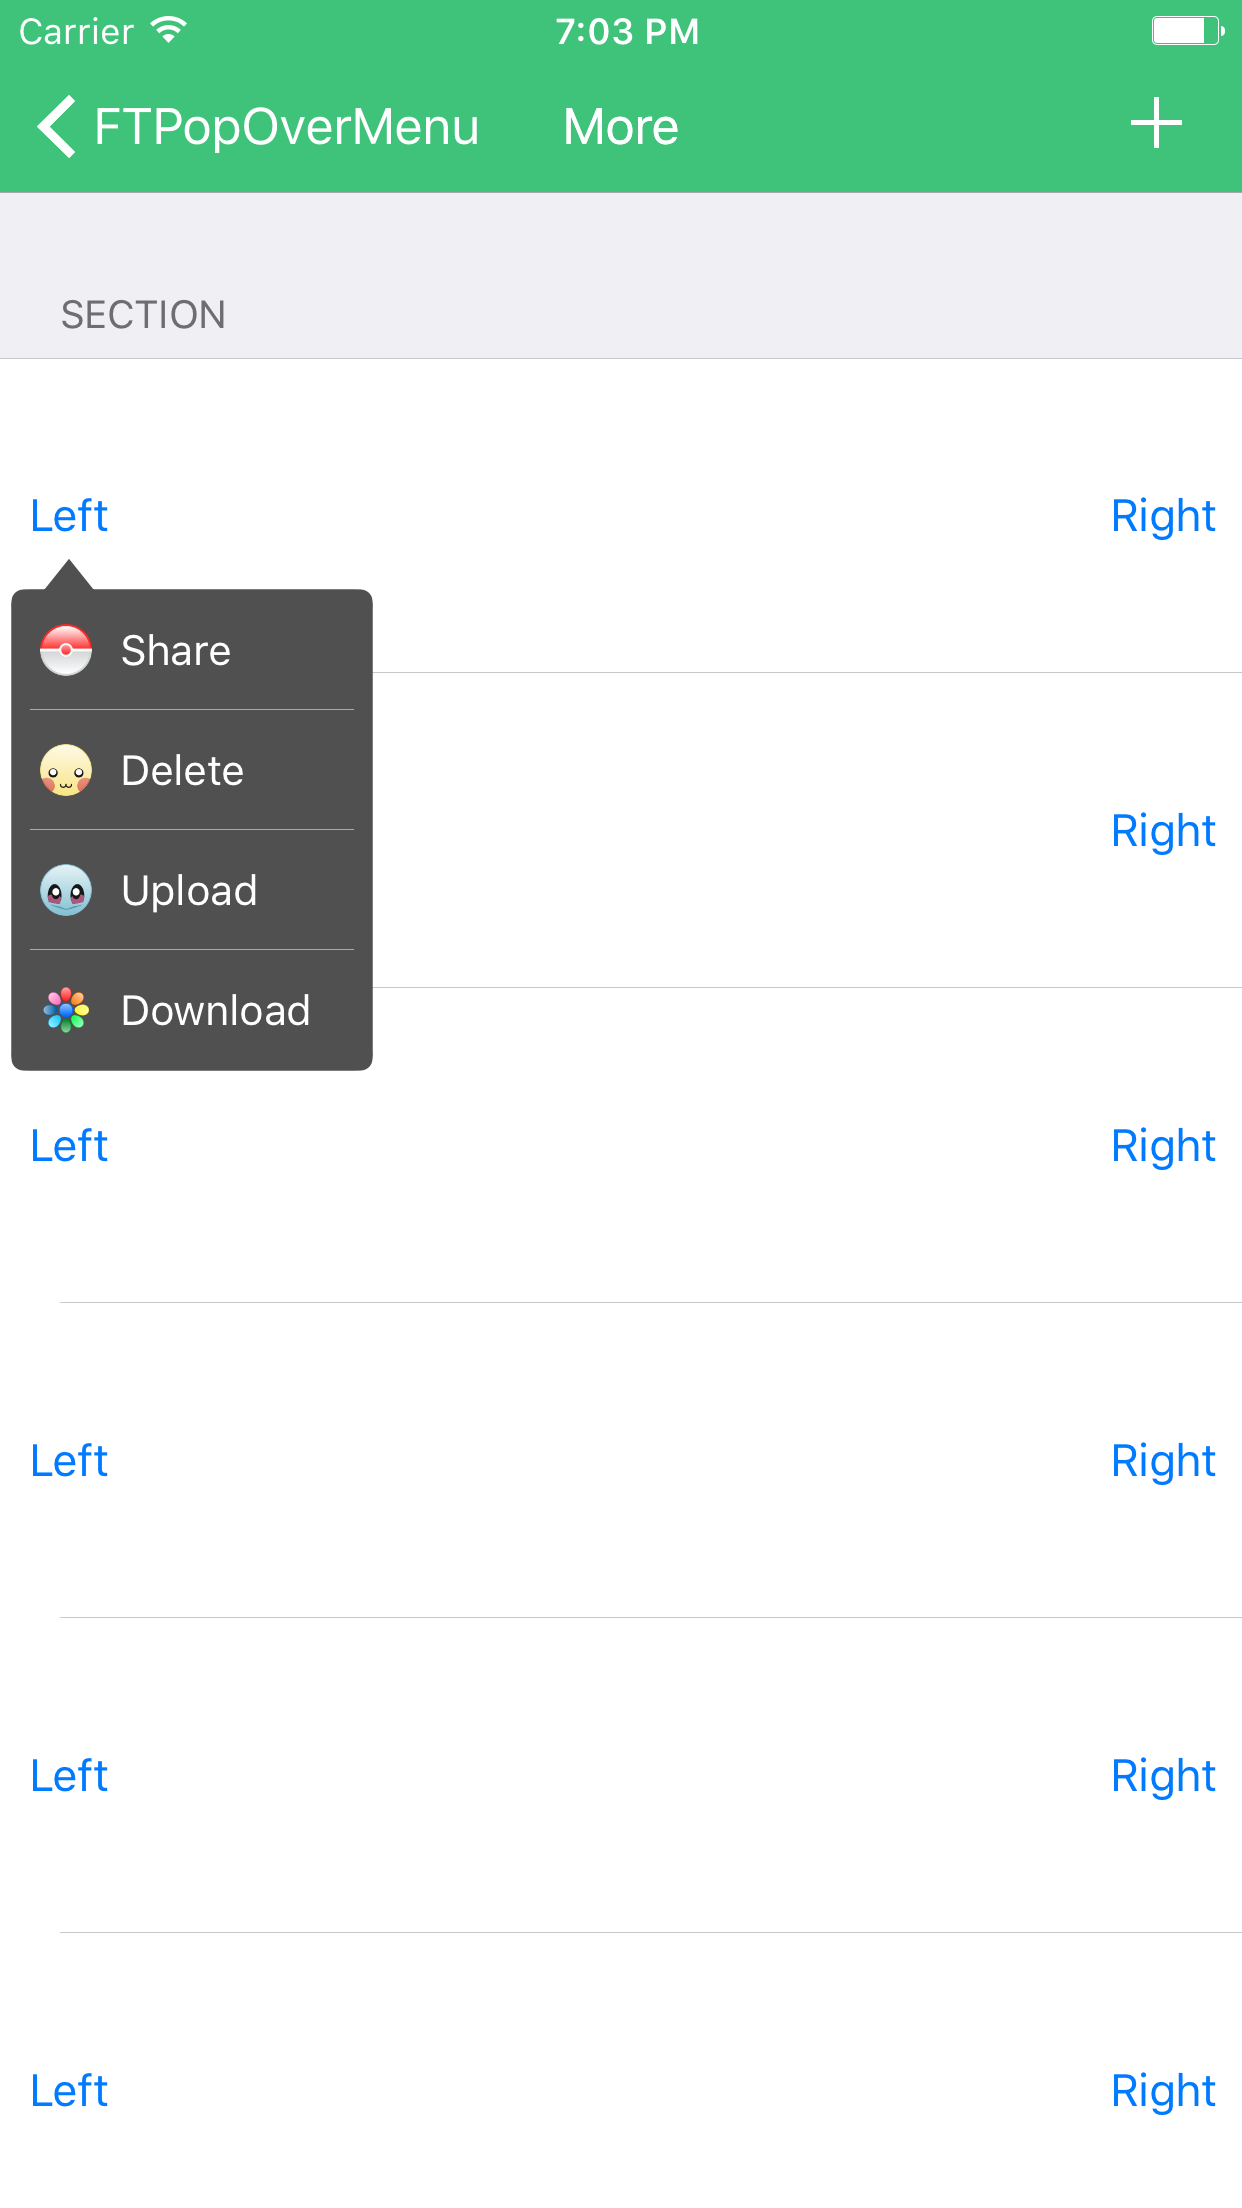 Carrier 7:03 PM
FTPopOverMenu More
SECTION
Left Right
Share
Delete
Right
Upload
Download
Left Right
Left Right
Left Right
Left Right